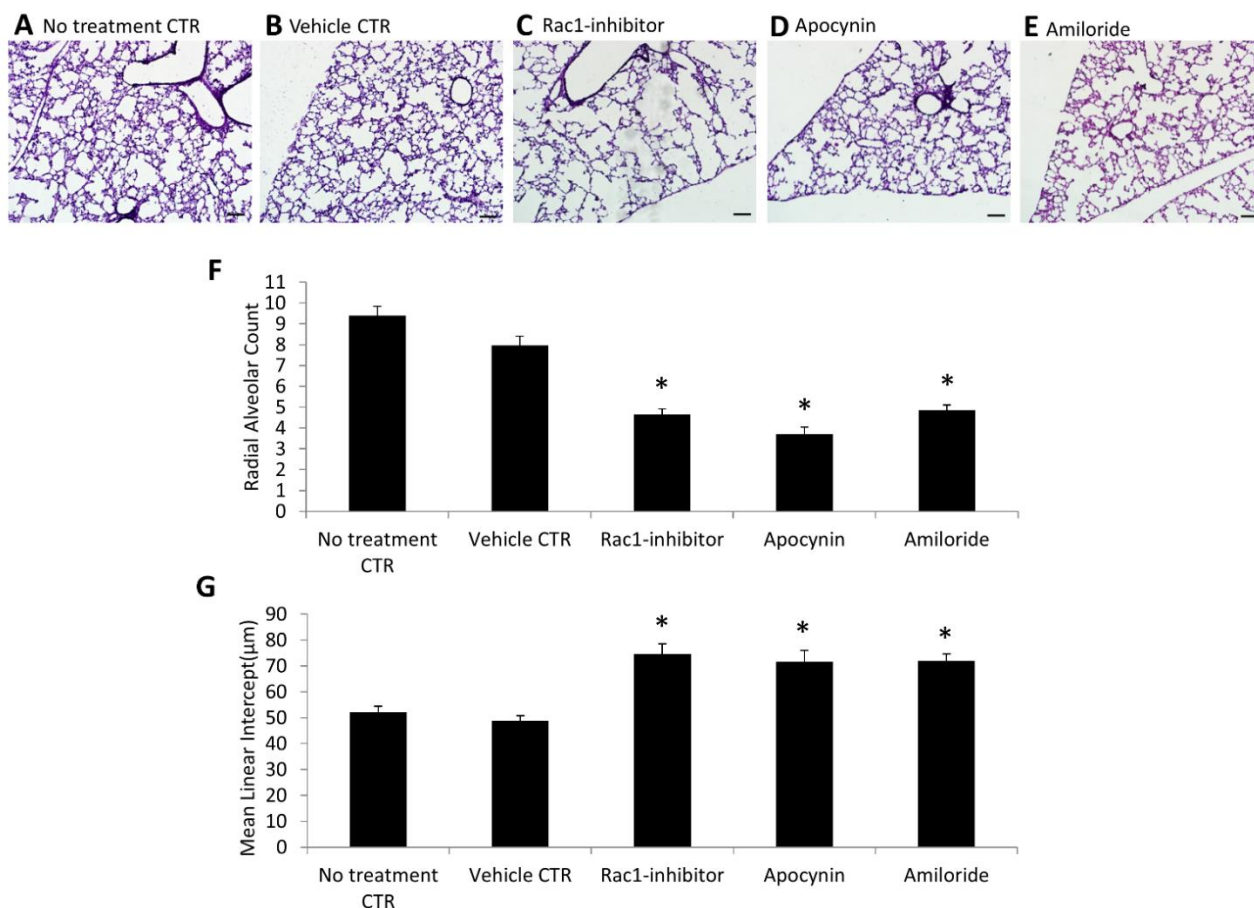 A No treatment CTR
B Vehicle CTR
C Rac1-inhibitor
D Apocynin
E Amiloride
F
Radial Alveolar Count
11
10
9
8
7
6
5
4
3
2
1
0
*
*
*
No treatment CTR
Vehicle CTR
Rac1-inhibitor
Apocynin
Amiloride
G
Mean Linear Intercept(µm)
90
80
70
60
50
40
30
20
10
0
*
*
*
No treatment CTR
Vehicle CTR
Rac1-inhibitor
Apocynin
Amiloride